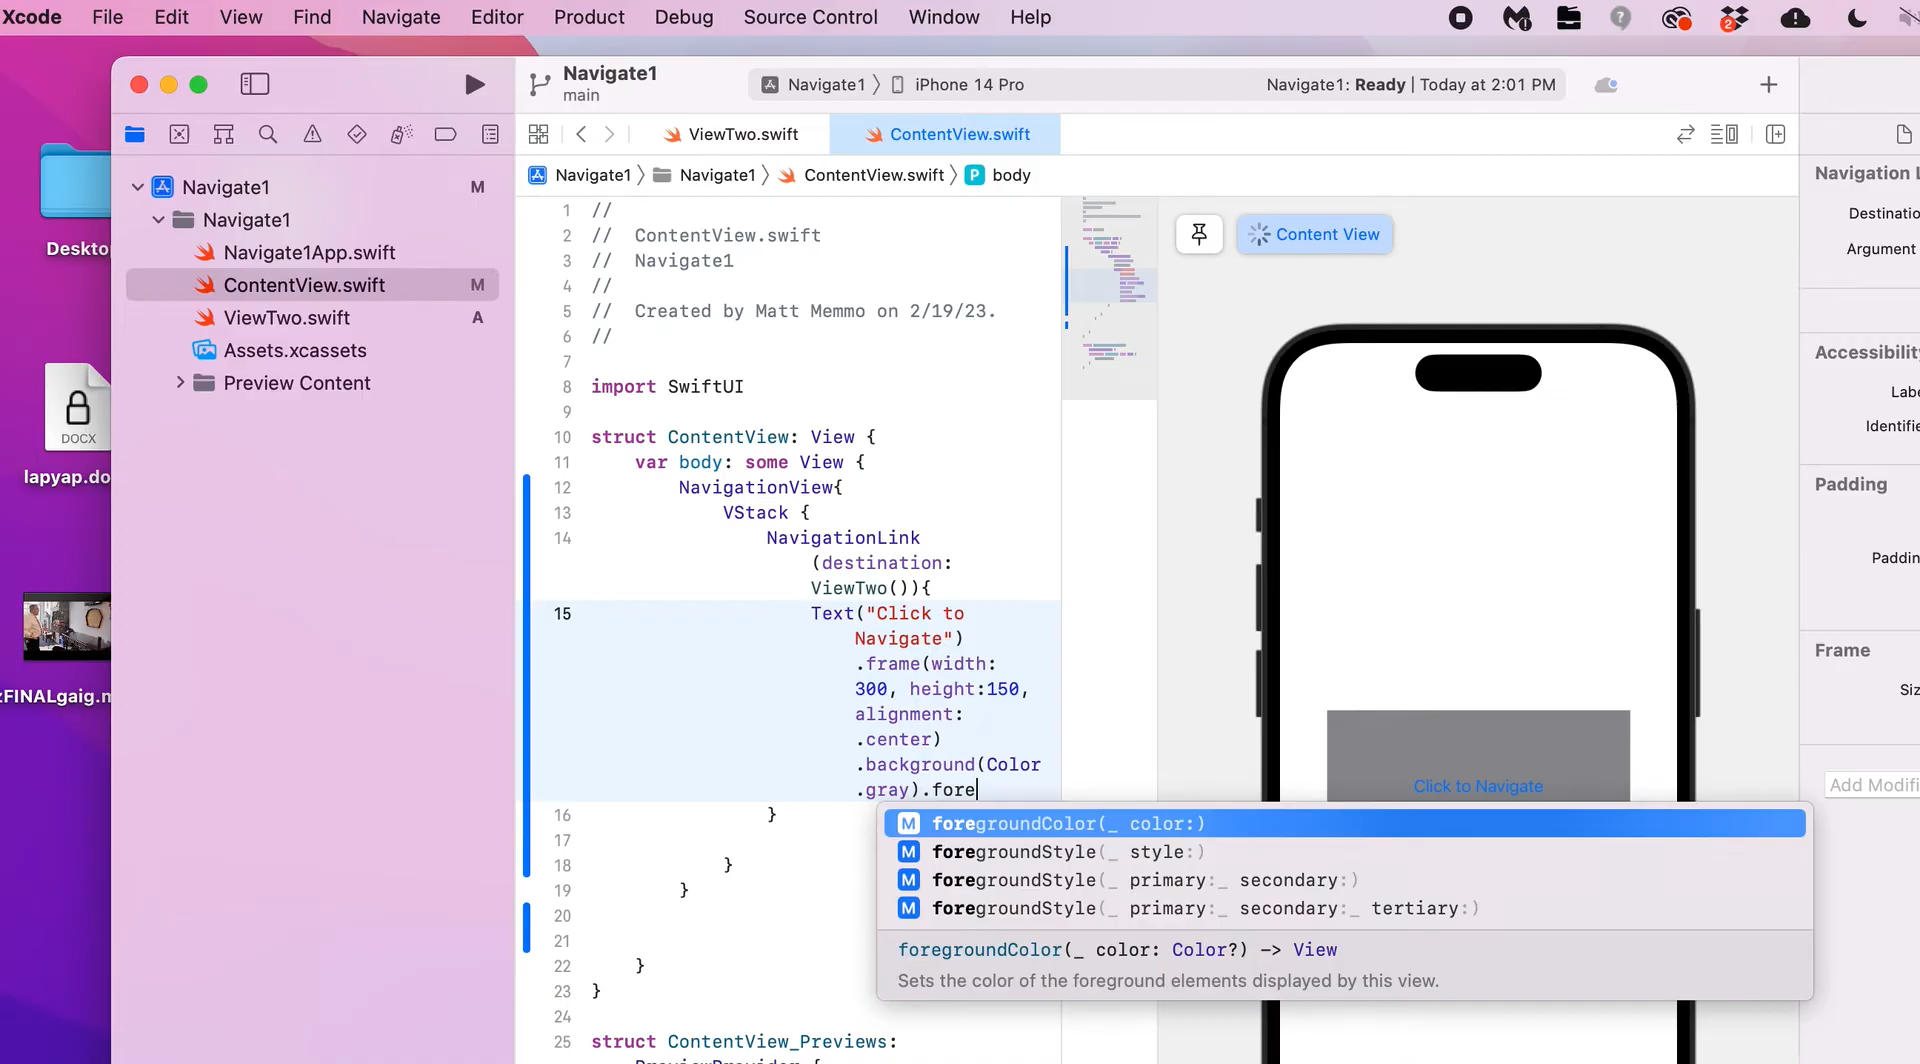 Xcode File Edit View Find Navigate Editor Product Debug Source Control Window Help
2
Navigate1
main
Navigate1 iPhone 14 Pro
Navigate1: Ready | Today at 2:01 PM
ViewTwo.swift
ContentView.swift
Navigate1 Navigate1 ContentView.swift P body
Navigate1 M
Navigate1
Navigate1App.swift
ContentView.swift M
ViewTwo.swift A
Assets.xcassets
Preview Content
Deskto
DOCX
lapyap.do
zFINALgaig.m
1 //
2 // ContentView.swift
3 // Navigate1
4 //
5 // Created by Matt Memmo on 2/19/23.
6 //
7
8 import SwiftUI
9
10 struct ContentView: View {
11 var body: some View {
12 NavigationView{
13 VStack {
14 NavigationLink
(destination:
ViewTwo()){
15 Text("Click to
Navigate")
.frame(width:
300, height:150,
alignment:
.center)
.background(Color
.gray).fore
16 }
17
18 }
19 }
20
21
22 }
23 }
24
25 struct ContentView_Previews:
PreviewProvider {
M foregroundColor(_ color:)
M foregroundStyle(_ style:)
M foregroundStyle(_ primary:_ secondary:)
M foregroundStyle(_ primary:_ secondary:_ tertiary:)
foregroundColor(_ color: Color?) -> View
Sets the color of the foreground elements displayed by this view.
Content View
Click to Navigate
Navigation L
Destinatio
Argument
Accessibility
Labe
Identifie
Padding
Paddin
Frame
Siz
Add Modifi